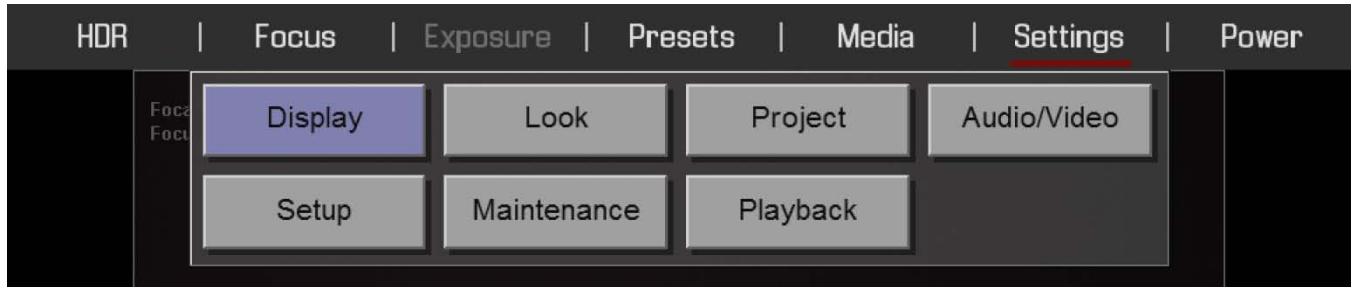 HDR | Focus | Exposure | Presets | Media | Settings | Power
Display Look Project Audio/Video
Setup Maintenance Playback